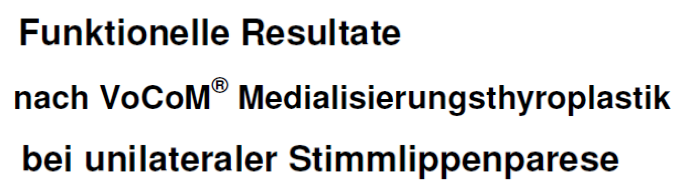 Funktionelle Resultate
nach VoCoM® Medialisierungsthyroplastik
bei unilateraler Stimmlippenparese